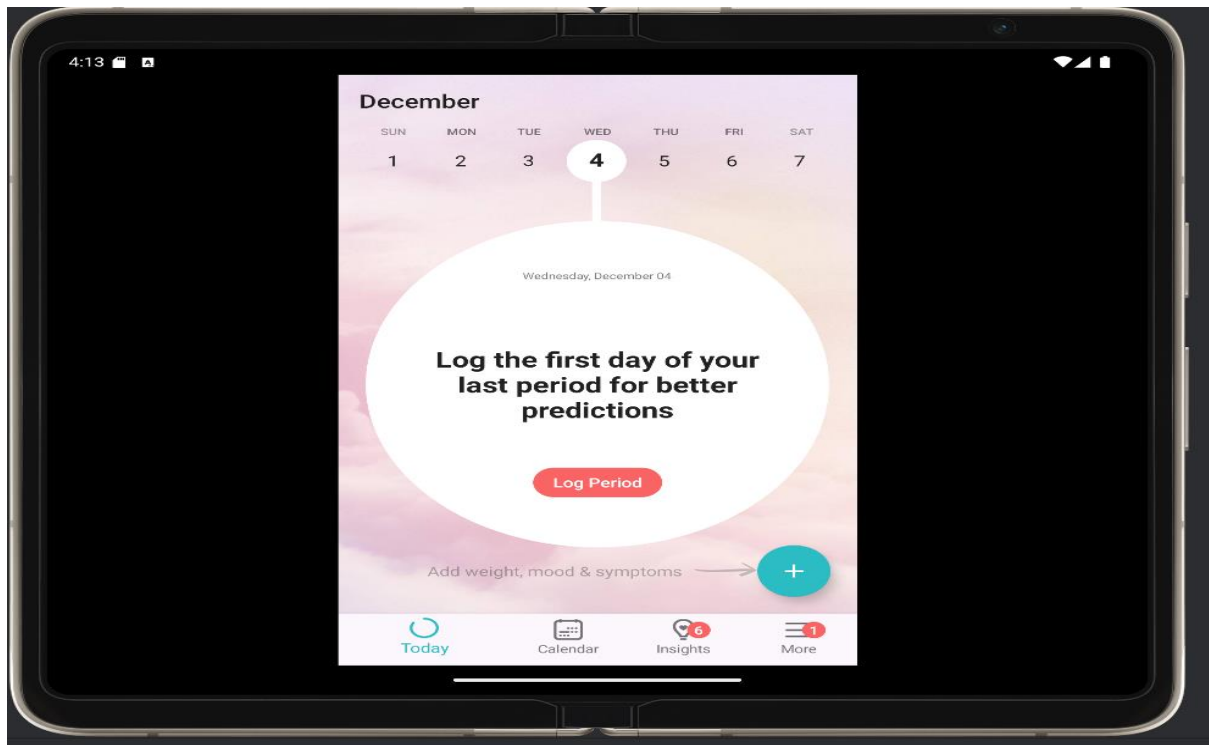 4:13
December
SUN MON TUE WED THU FRI SAT
1 2 3 4 5 6 7
Wednesday, December 04
Log the first day of your
last period for better
predictions
Log Period
Add weight, mood & symptoms
+
6 1
Today Calendar Insights More